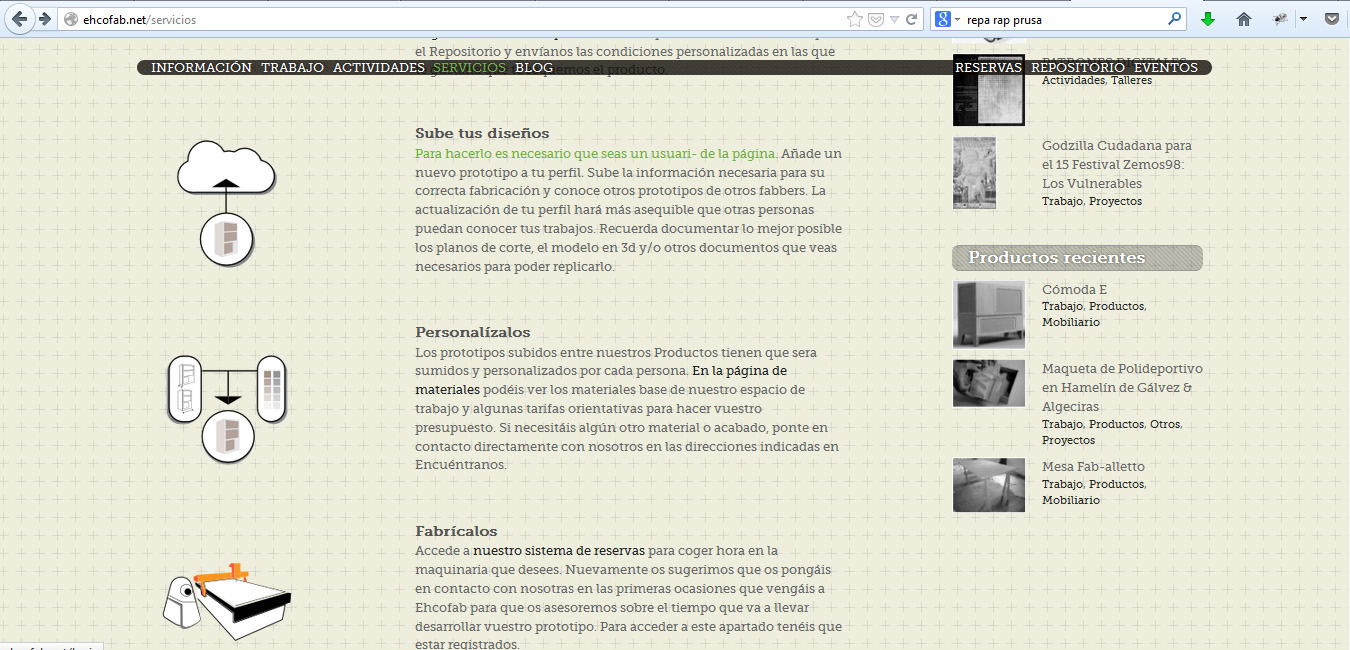 ehcofab.net/servicios
repa rap prusa
el Repositorio y envíanos las condiciones personalizadas en las que
el producto.
INFORMACIÓN TRABAJO ACTIVIDADES SERVICIOS BLOG
RESERVAS REPOSITORIO EVENTOS
Sube tus diseños
Para hacerlo es necesario que seas un usuari- de la página. Añade un
nuevo prototipo a tu perfil. Sube la información necesaria para su
correcta fabricación y conoce otros prototipos de otros fabbers. La
actualización de tu perfil hará más asequible que otras personas
puedan conocer tus trabajos. Recuerda documentar lo mejor posible
los planos de corte, el modelo en 3d y/o otros documentos que veas
necesarios para poder replicarlo.
Personalízalos
Los prototipos subidos entre nuestros Productos tienen que sera
sumidos y personalizados por cada persona. En la página de
materiales podéis ver los materiales base de nuestro espacio de
trabajo y algunas tarifas orientativas para hacer vuestro
presupuesto. Si necesitáis algún otro material o acabado, ponte en
contacto directamente con nosotros en las direcciones indicadas en
Encuéntranos.
Fabrícalos
Accede a nuestro sistema de reservas para coger hora en la
maquinaria que desees. Nuevamente os sugerimos que os pongáis
en contacto con nosotras en las primeras ocasiones que vengáis a
Ehcofab para que os asesoremos sobre el tiempo que va a llevar
desarrollar vuestro prototipo. Para acceder a este apartado tenéis que
estar registrados.
PATRONES DIGITALES
Actividades, Talleres
Godzilla Cudadana para
el 15 Festival Zemos98:
Los Vulnerables
Trabajo, Proyectos
Productos recientes
Cómoda E
Trabajo, Productos,
Mobiliario
Maqueta de Polideportivo
en Hamelín de Gálvez &
Algeciras
Trabajo, Productos, Otros,
Proyectos
Mesa Fab-alletto
Trabajo, Productos,
Mobiliario